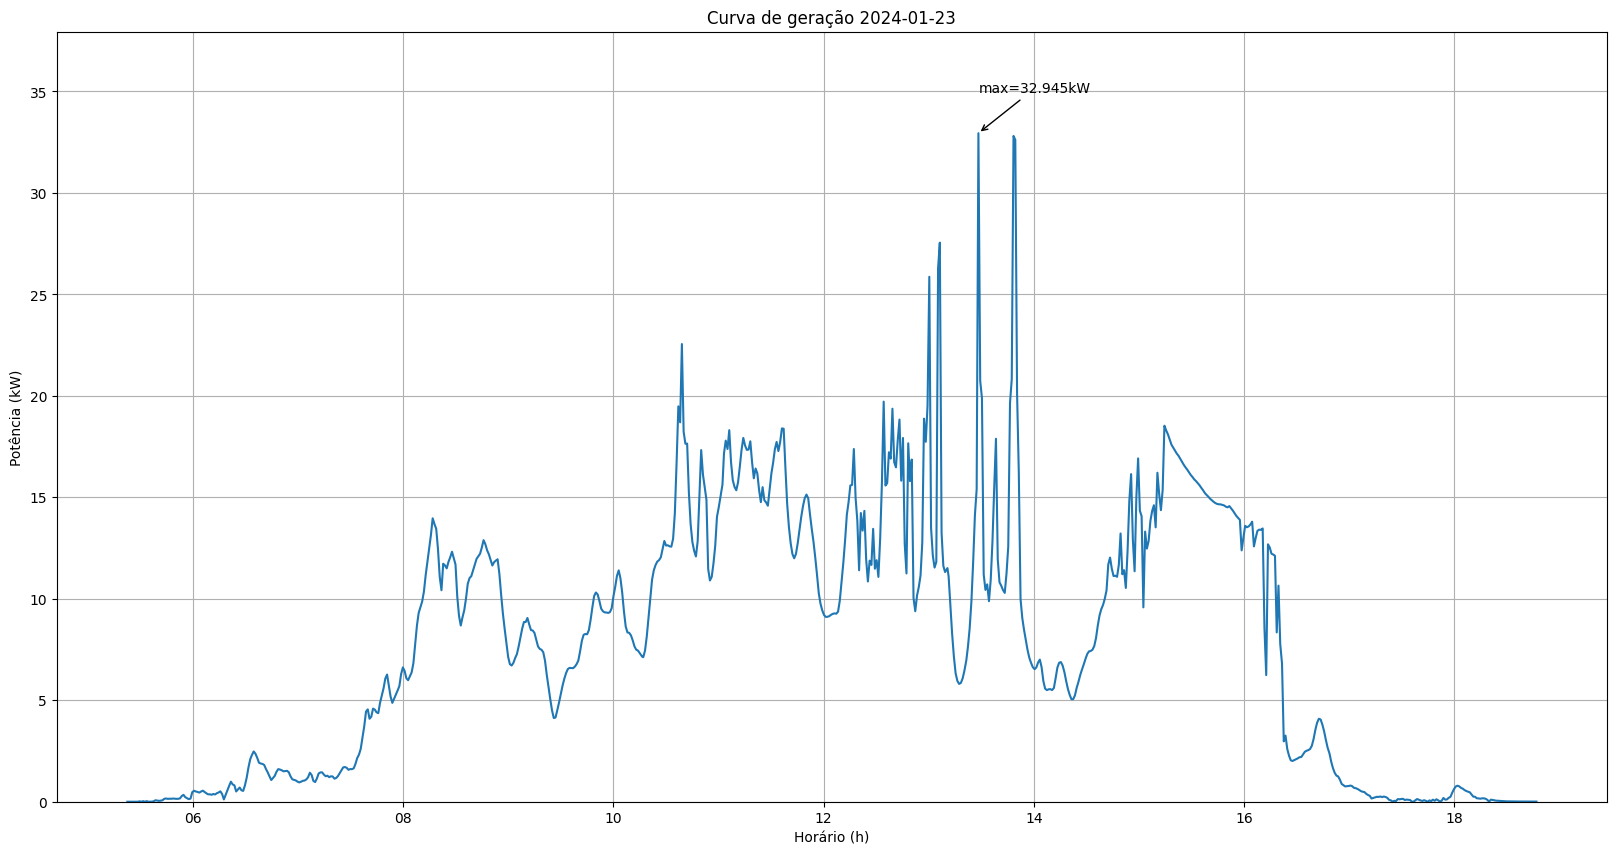 Curva de geração 2024-01-23
max=32.945kW
35
30
25
20
15
10
5
0
Potência (kW)
06 08 10 12 14 16 18
Horário (h)